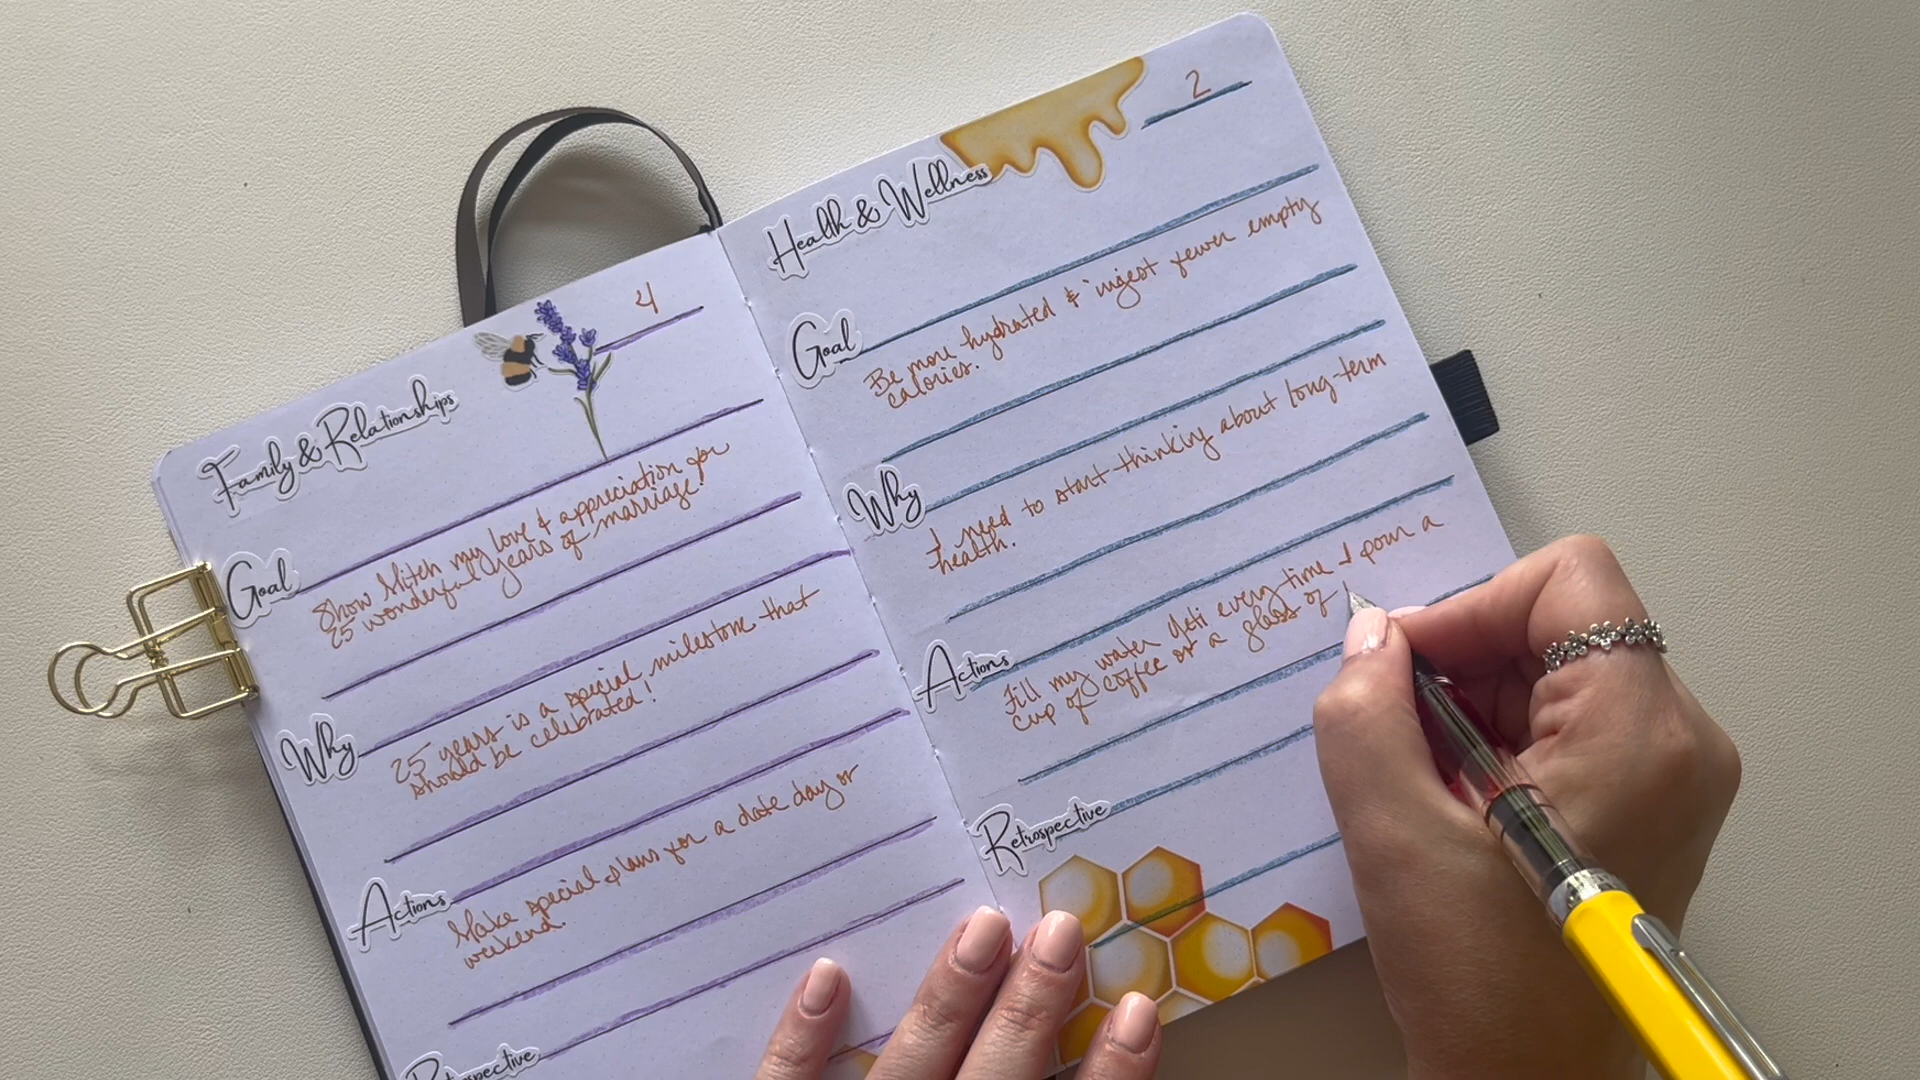 Family & Relationships
4
Goal
Show Mitch my love & appreciation for
25 wonderful years of marriage!
Why
25 years is a special milestone that
should be celebrated!
Actions
Make special plans for a date day or
weekend.
Retrospective
Health & Wellness
2
Goal
Be more hydrated & ingest fewer empty
calories.
Why
I need to start thinking about long-term
health.
Actions
Fill my water Yeti every time I pour a
cup of coffee or a glass of
Retrospective